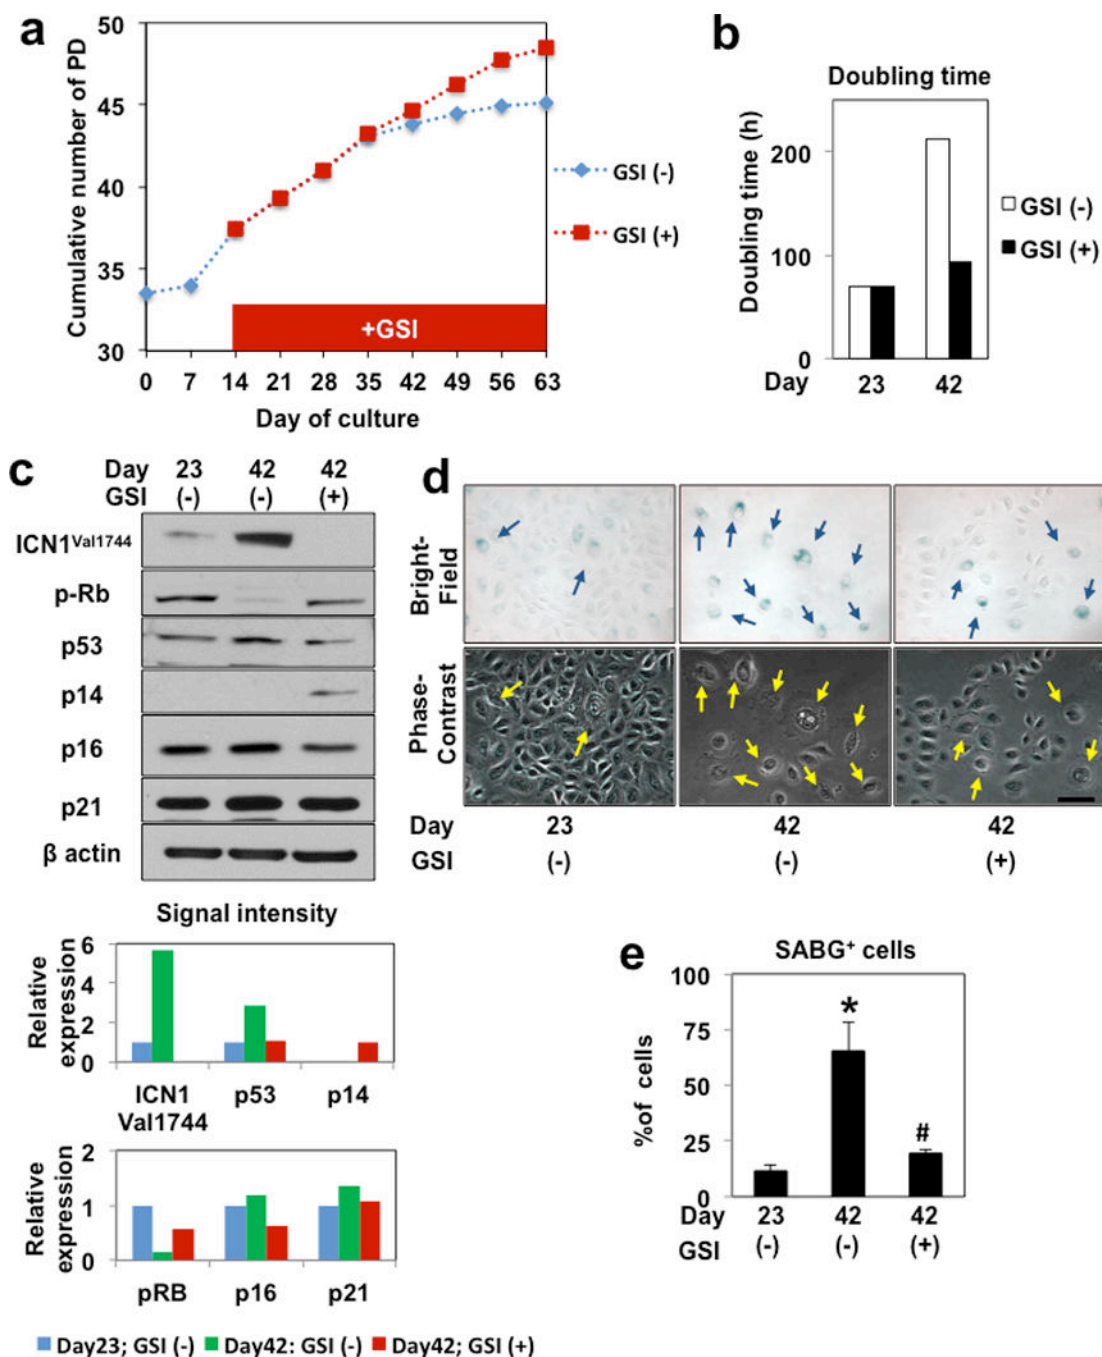 a
50
45
40
35
30
Cumulative number of PD
+GSI
0 7 14 21 28 35 42 49 56 63
Day of culture
GSI (-)
GSI (+)
b
Doubling time
Doubling time (h)
200
100
0
Day 23 42
GSI (-)
GSI (+)
c
Day 23 42 42
GSI (-) (-) (+)
ICN1Val1744
p-Rb
p53
p14
p16
p21
β actin
Signal intensity
Relative
expression
6
4
2
0
ICN1 p53 p14
Val1744
Relative
expression
2
1
0
pRB p16 p21
Day23; GSI (-) Day42: GSI (-) Day42; GSI (+)
d
Bright-
Field
Phase-
Contrast
Day 23 42 42
GSI (-) (-) (+)
e
SABG+ cells
%of cells
100
75
50
25
0
*
#
Day 23 42 42
GSI (-) (-) (+)